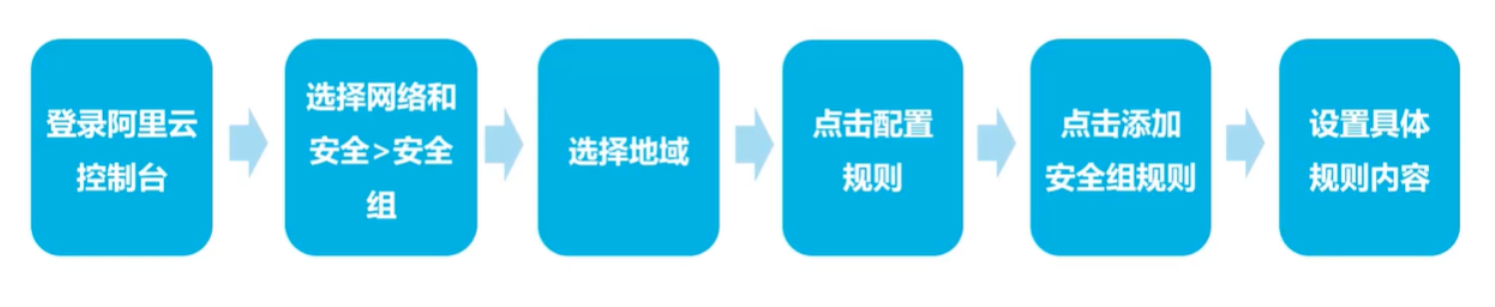 登录阿里云
控制台
选择网络和
安全>安全
组
选择地域
点击配置
规则
点击添加
安全组规则
设置具体
规则内容